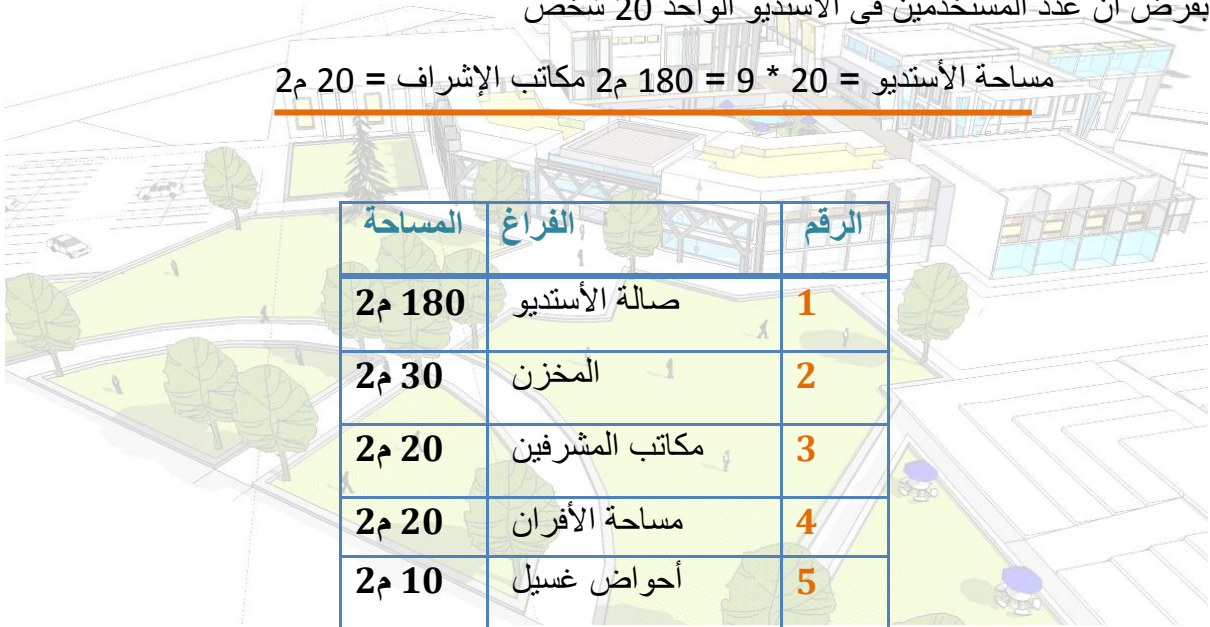 بفرض أن عدد المستخدمين فى الأستديو الواحد 20 شخص
مساحة الأستديو = 20 * 9 = 180 م2 مكاتب الإشراف = 20 م2
الرقم الفراغ المساحة
1 صالة الأستديو 180 م2
2 المخزن 30 م2
3 مكاتب المشرفين 20 م2
4 مساحة الأفران 20 م2
5 أحواض غسيل 10 م2